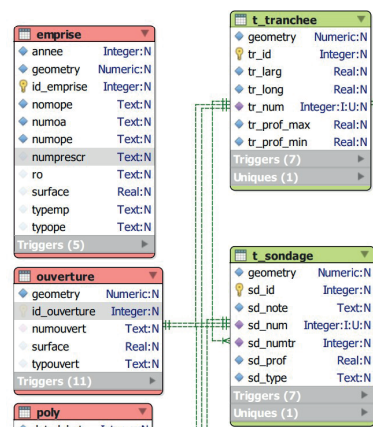 emprise
annee Integer:N
geometry Numeric:N
id_emprise Integer:N
nomope Text:N
numoa Text:N
numope Text:N
numprescr Text:N
ro Text:N
surface Real:N
typemp Text:N
typope Text:N
Triggers (5)
ouverture
geometry Numeric:N
id_ouverture Integer:N
numouvert Text:N
surface Real:N
typouvert Text:N
Triggers (11)
poly
t_tranchee
geometry Numeric:N
tr_id Integer:N
tr_larg Real:N
tr_long Real:N
tr_num Integer:I:U:N
tr_prof_max Real:N
tr_prof_min Real:N
Triggers (7)
Uniques (1)
t_sondage
geometry Numeric:N
sd_id Integer:N
sd_note Text:N
sd_num Integer:I:U:N
sd_numtr Integer:N
sd_prof Real:N
sd_type Text:N
Triggers (7)
Uniques (1)